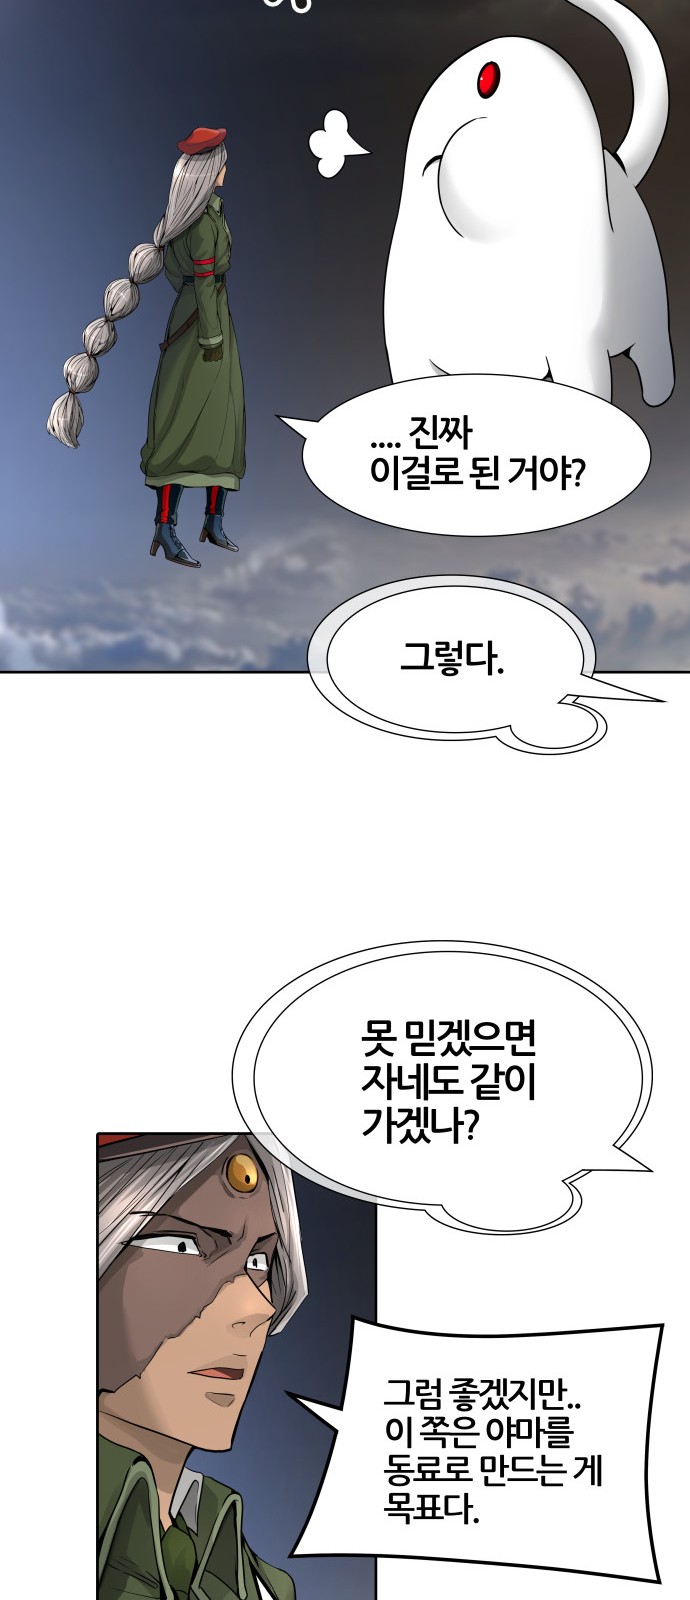 .... 진짜
이걸로 된 거야?
그렇다.
못 믿겠으면
자네도 같이
가겠나?
그럼 좋겠지만..
이 쪽은 야마를
동료로 만드는 게
목표다.